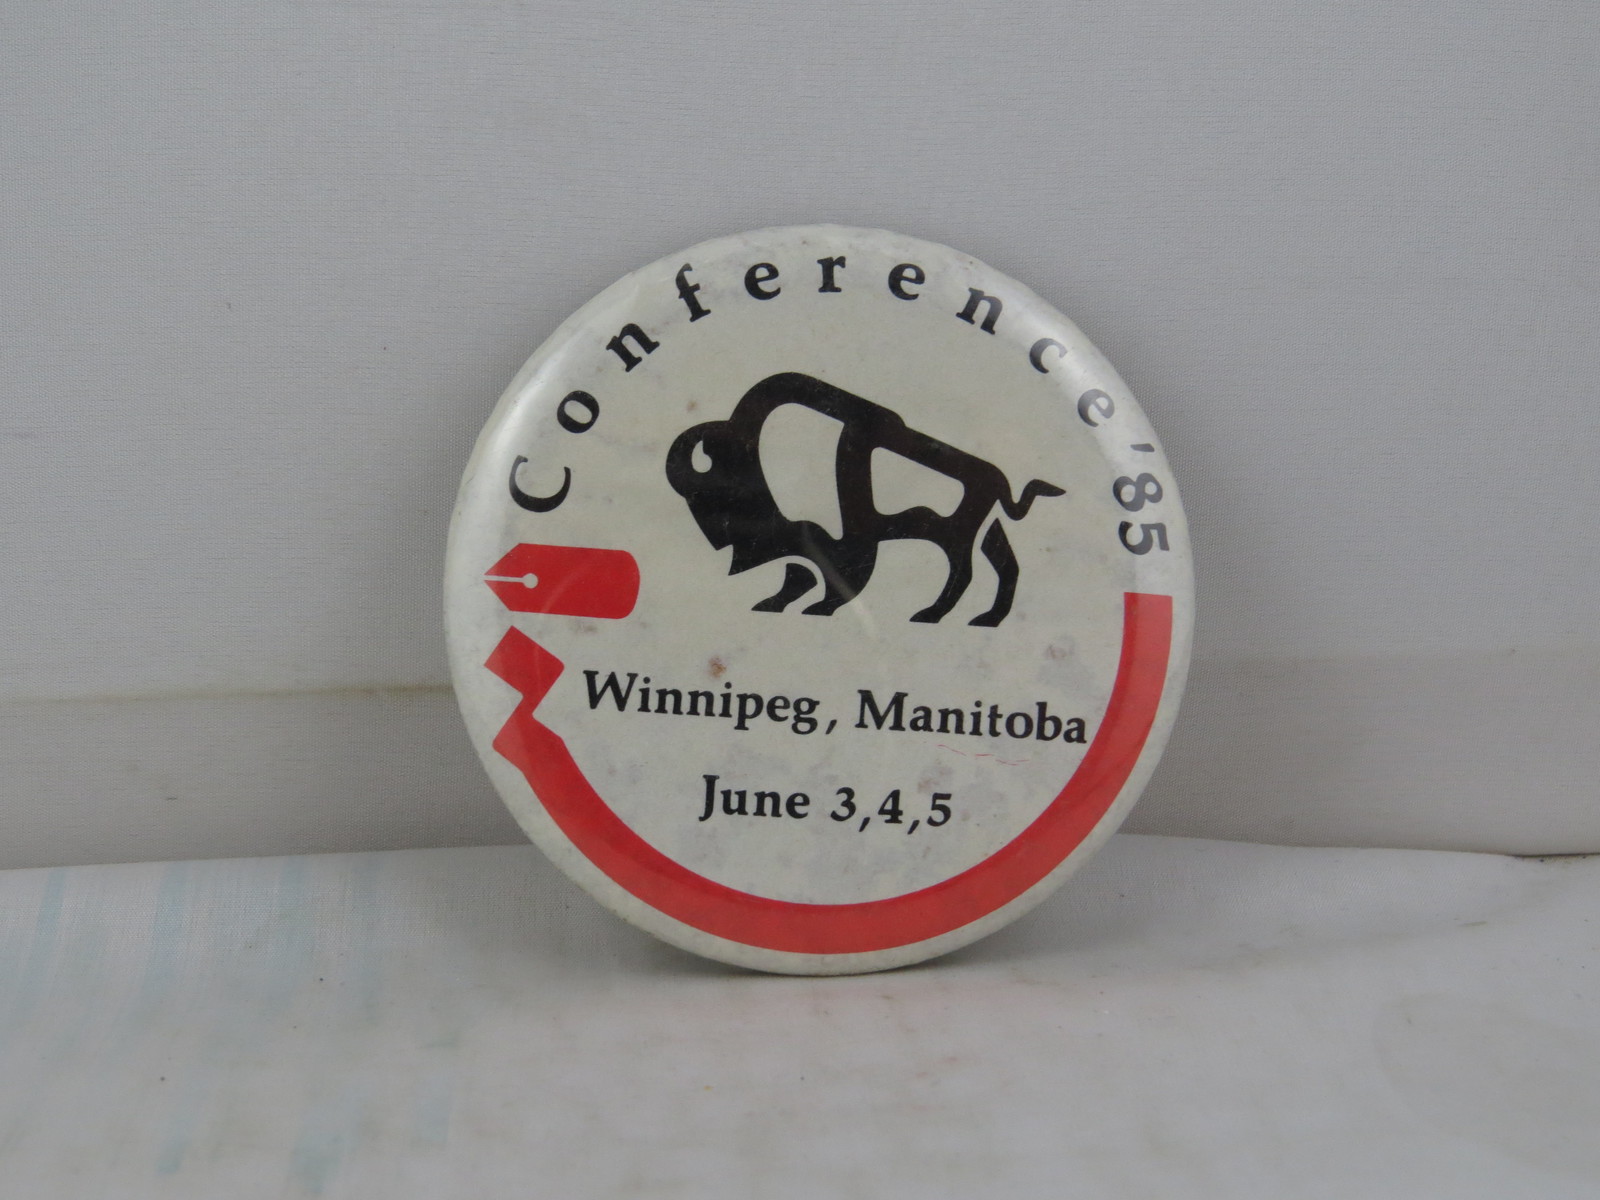 Conference '85
Winnipeg, Manitoba
June 3,4,5